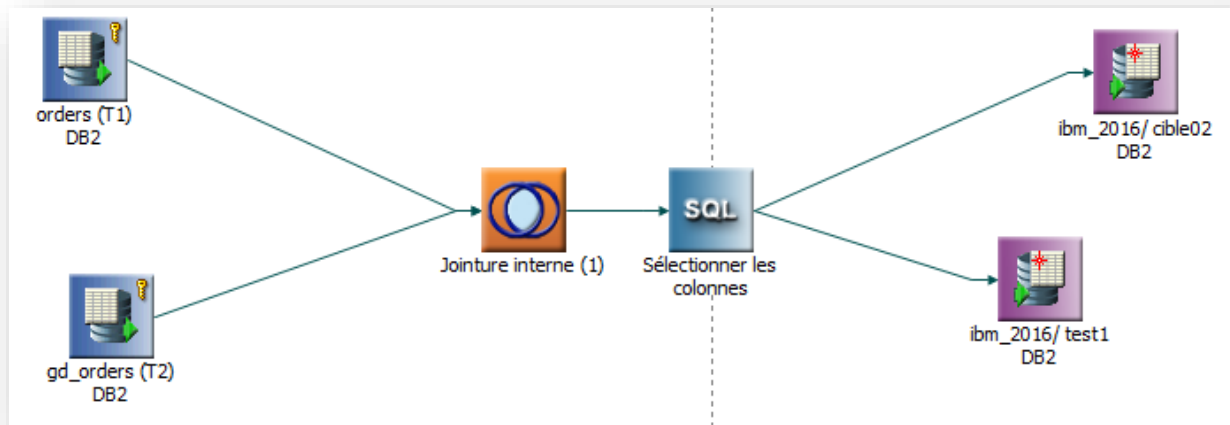 orders (T1)
DB2
ibm_2016/ cible02
DB2
SQL
Jointure interne (1)
Sélectionner les
colonnes
gd_orders (T2)
DB2
ibm_2016/ test1
DB2